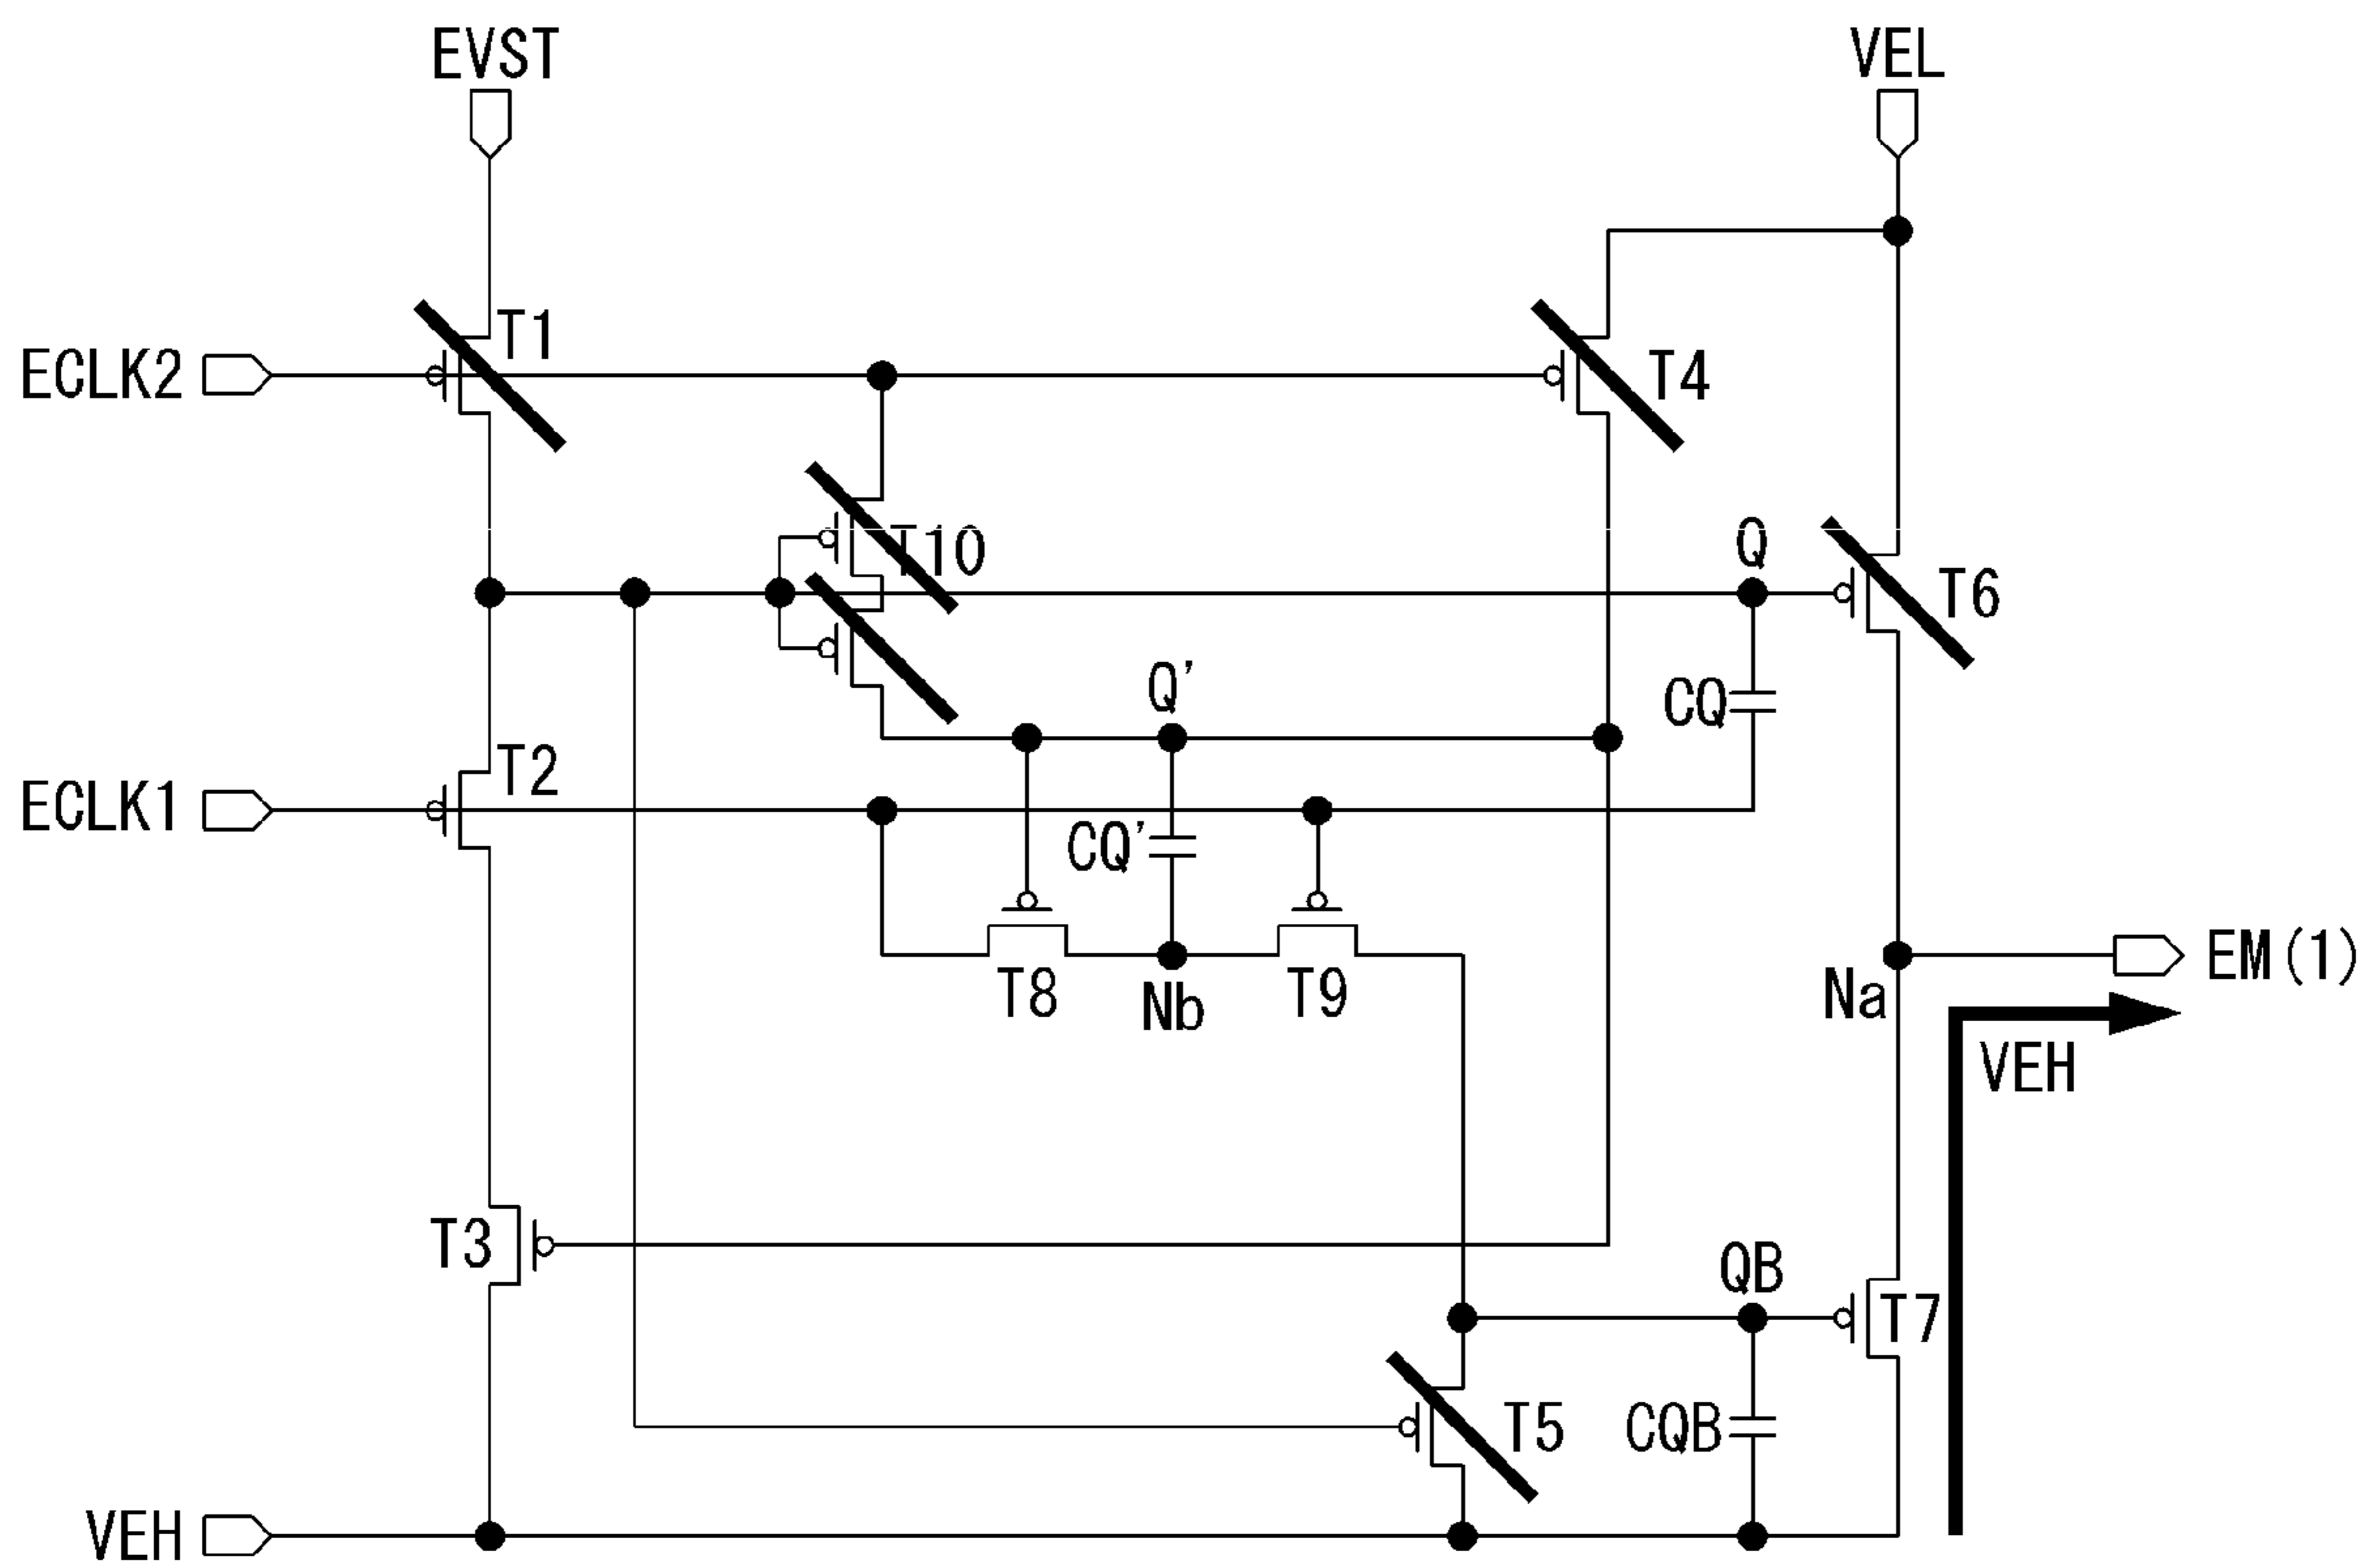 EVST
VEL
T1
ECLK2
T4
T10
Q
T6
Q'
CQ
T2
ECLK1
CQ'
T8
Nb
T9
Na
EM(1)
VEH
T3
QB
T7
T5
CQB
VEH